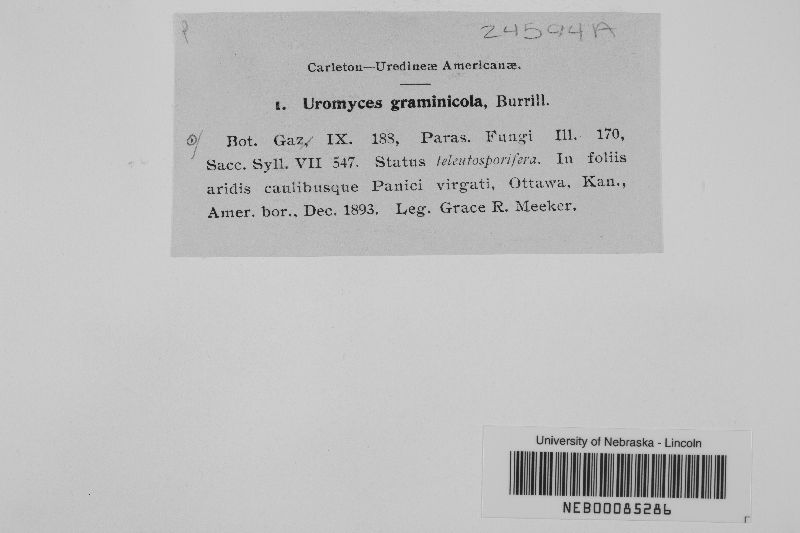 24594A
Carleton—Uredineæ Americanæ.
1. Uromyces graminicola, Burrill.
Bot. Gaz, IX. 188, Paras. Fungi Ill. 170,
Sacc. Syll. VII 547. Status teleutosporifera. In foliis
aridis caulibusque Panici virgati, Ottawa, Kan.,
Amer. bor., Dec. 1893. Leg. Grace R. Meeker.
University of Nebraska - Lincoln
NEB00085286